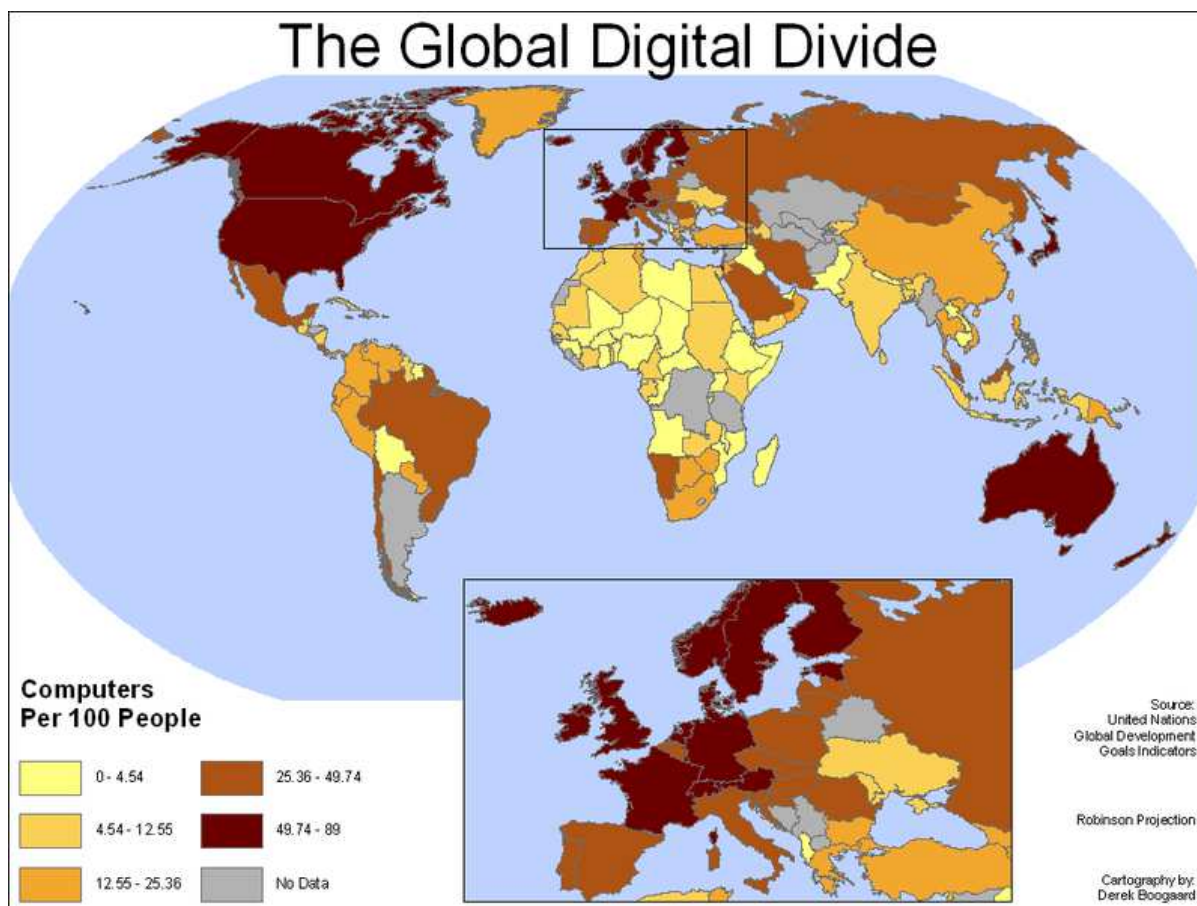 The Global Digital Divide
Computers
Per 100 People
0 - 4.54
4.54 - 12.55
12.55 - 25.36
25.36 - 49.74
49.74 - 89
No Data
Source:
United Nations
Global Development
Goals Indicators
Robinson Projection
Cartography by:
Derek Boogaard